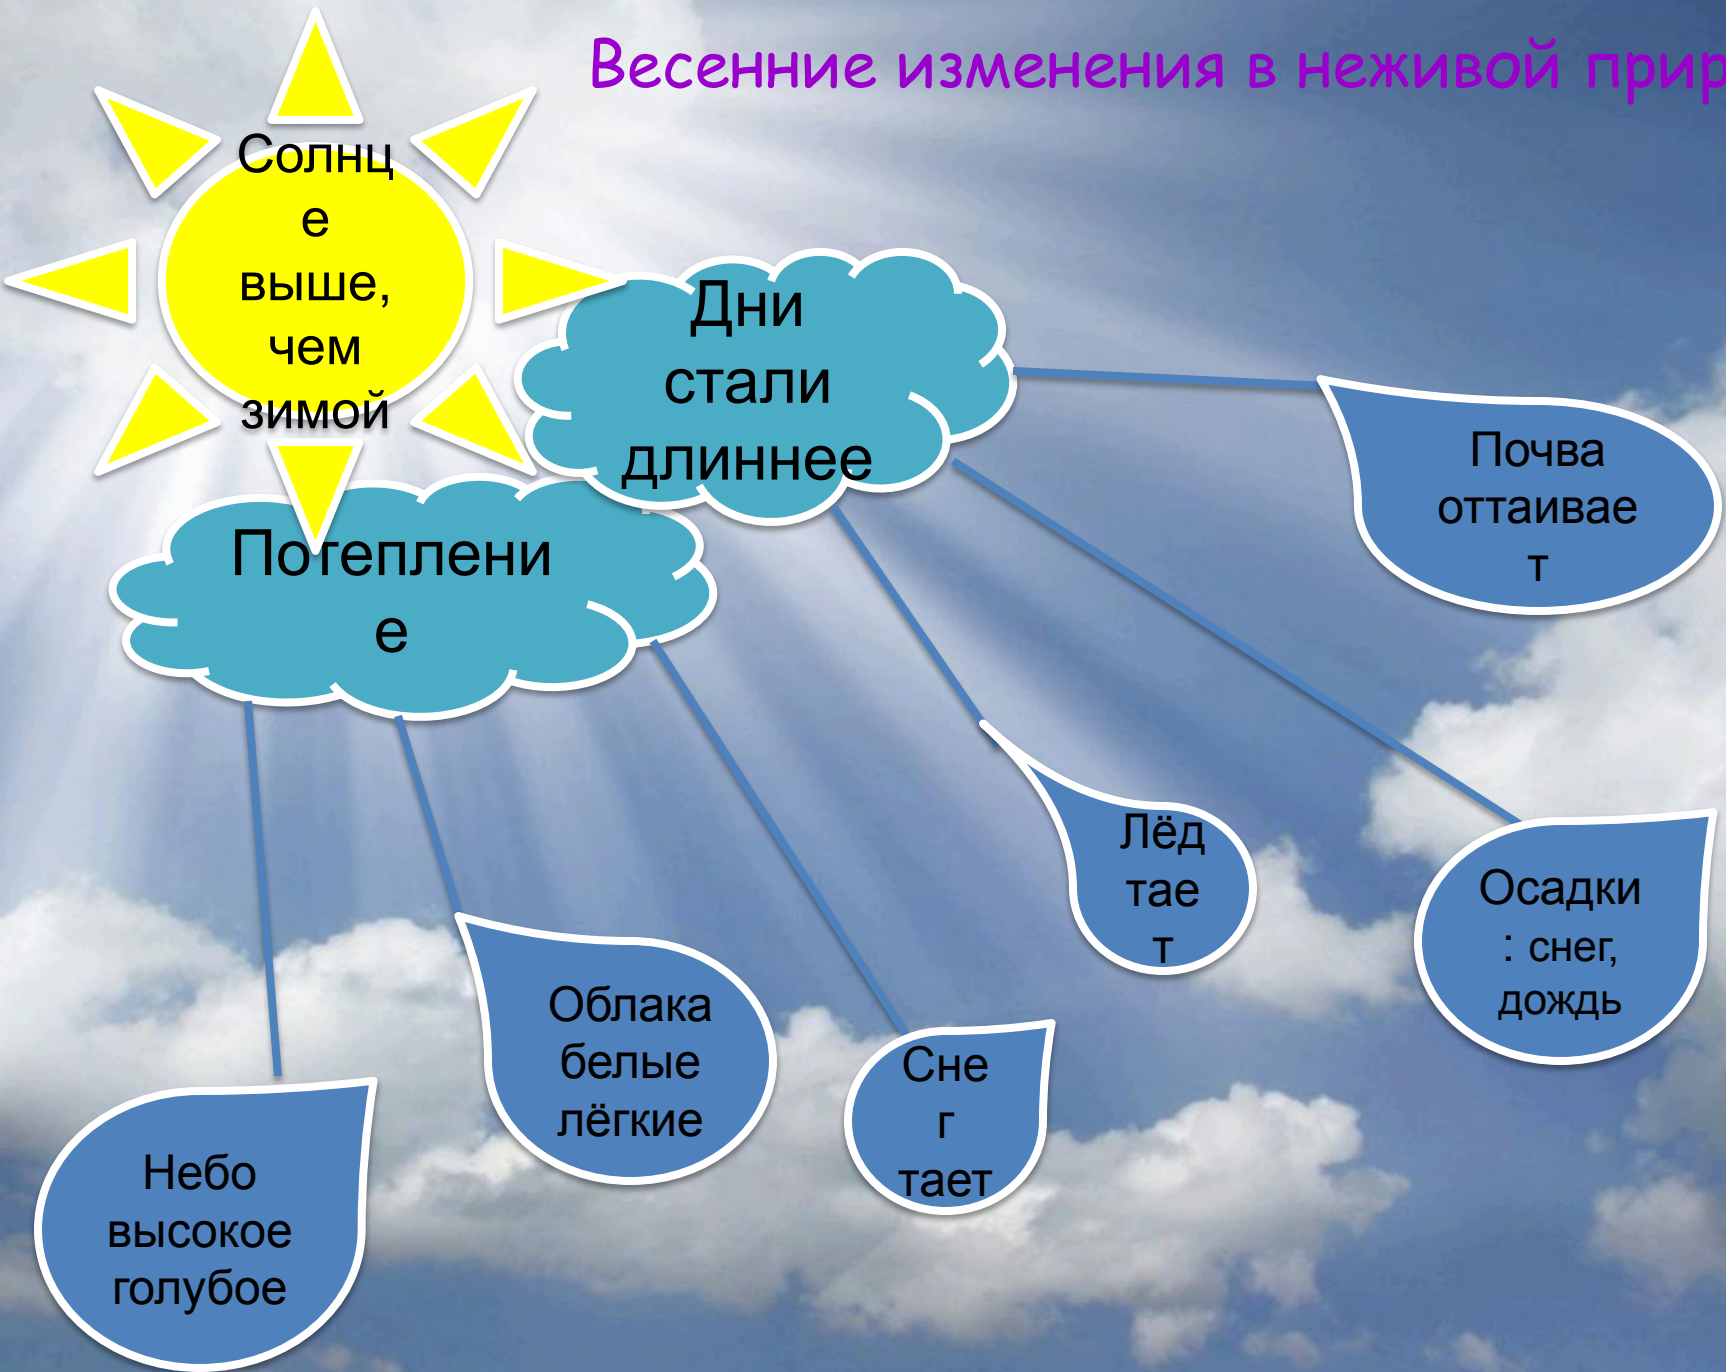 Весенние изменения в неживой прир
Солнц
е
выше,
чем
зимой
Дни
стали
длиннее
Потеплени
е
Почва
оттаивае
т
Лёд
тае
т
Осадки
: снег,
дождь
Облака
белые
лёгкие
Сне
г
тает
Небо
высокое
голубое